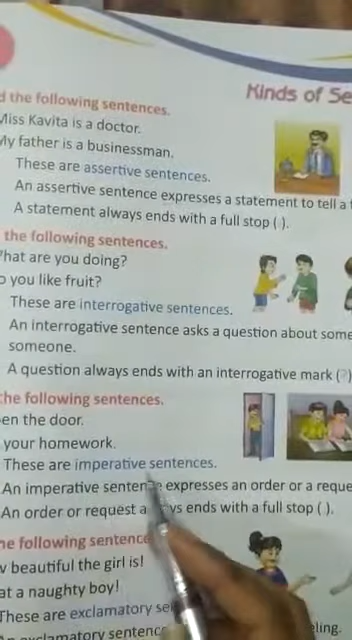 Kinds of Se
d the following sentences.
Miss Kavita is a doctor.
My father is a businessman.
These are assertive sentences.
An assertive sentence expresses a statement to tell a f
A statement always ends with a full stop ( ).
the following sentences.
What are you doing?
o you like fruit?
These are interrogative sentences.
An interrogative sentence asks a question about some
someone.
A question always ends with an interrogative mark (?)
the following sentences.
en the door.
your homework.
These are imperative sentences.
An imperative sentence expresses an order or a reque
An order or request a ys ends with a full stop ( ).
he following sentence
w beautiful the girl is!
at a naughty boy!
These are exclamatory se
exclamatory sentenc eling.